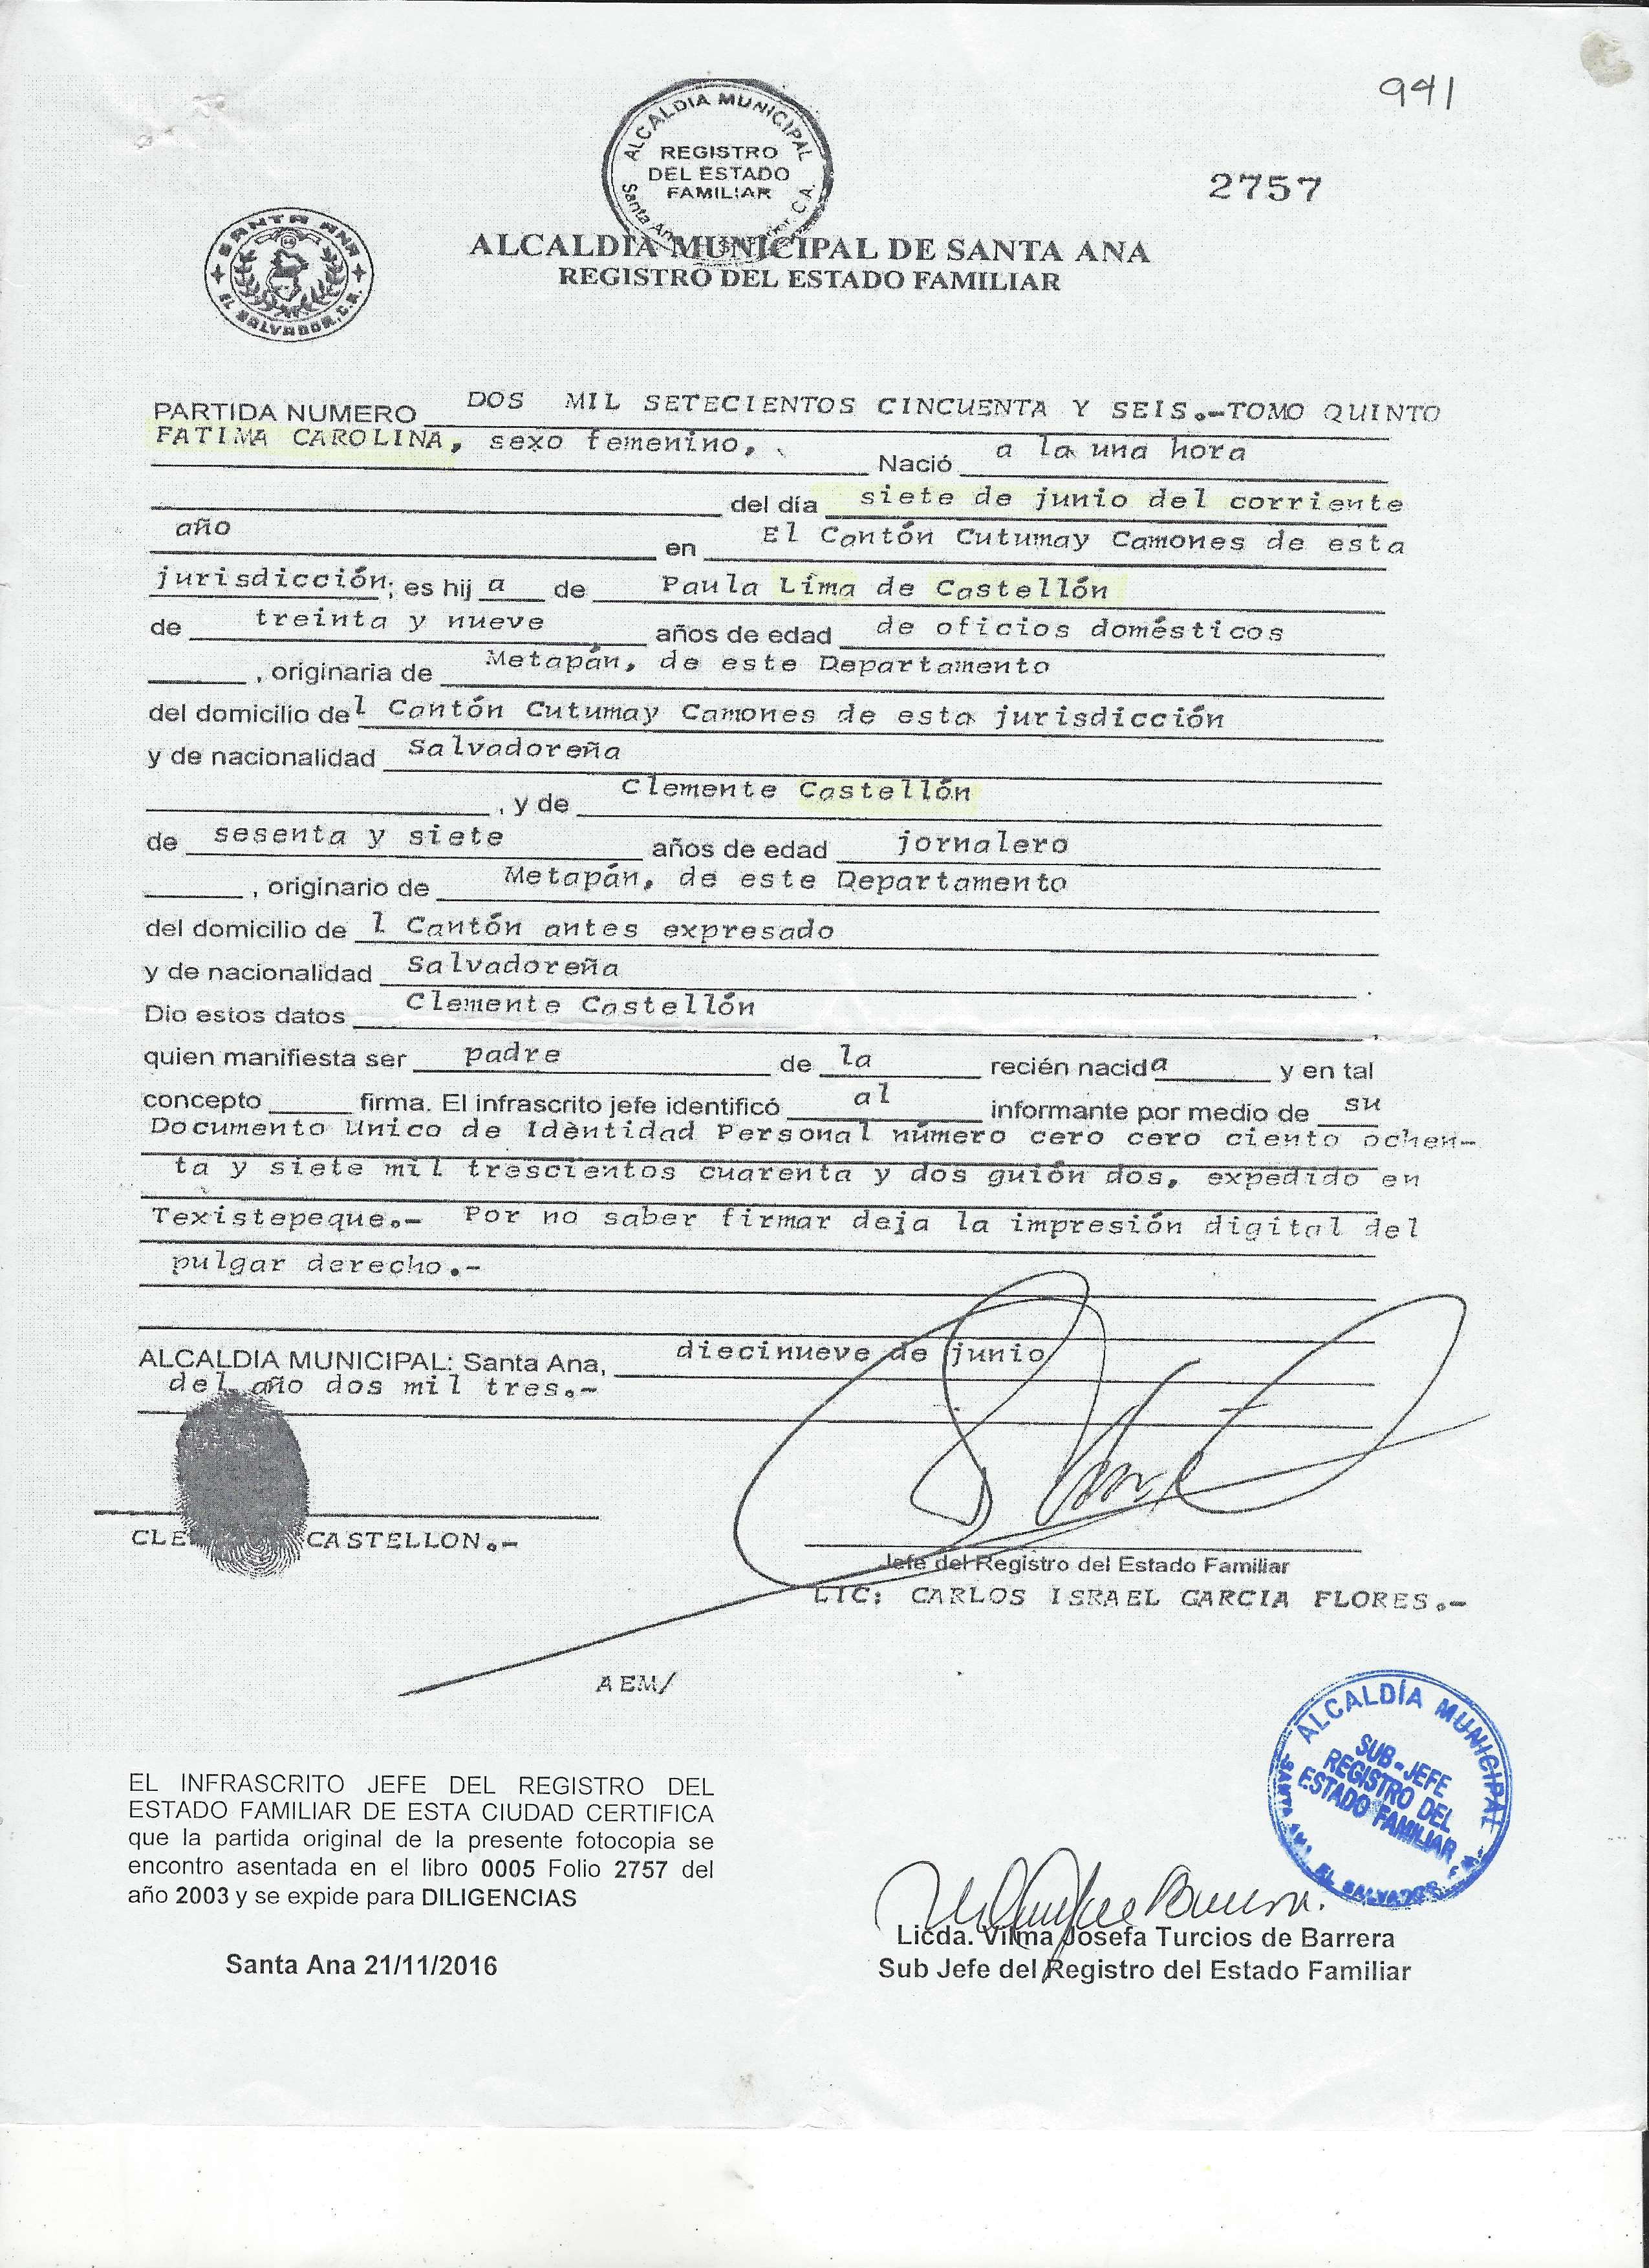 941
ALCALDIA MUNICIPAL
REGISTRO
DEL ESTADO
FAMILIAR
Santa An
C.A.
2757
SANTA ANA
EL SALVADOR, C.A.
ALCALDIA MUNICIPAL DE SANTA ANA
REGISTRO DEL ESTADO FAMILIAR
PARTIDA NUMERO DOS MIL SETECIENTOS CINCUENTA Y SEIS.-TOMO QUINTO
FATIMA CAROLINA, sexo femenino, Nació a la una hora
del día siete de junio del corriente
año en El Cantón Cutumay Camones de esta
jurisdicción; es hij a de Paula Lima de Castellón
de treinta y nueve años de edad de oficios domésticos
, originaria de Metapán, de este Departamento
del domicilio de l Cantón Cutumay Camones de esta jurisdicción
y de nacionalidad Salvadoreña
, y de Clemente Castellón
de sesenta y siete años de edad jornalero
, originario de Metapán, de este Departamento
del domicilio de l Cantón antes expresado
y de nacionalidad Salvadoreña
Dio estos datos Clemente Castellón
quien manifiesta ser padre de la recién nacida y en tal
concepto firma. El infrascrito jefe identificó al informante por medio de su
Documento Unico de Idèntidad Personal número cero cero ciento ochen-
ta y siete mil trescientos cuarenta y dos guión dos, expedido en
Texistepeque.- Por no saber firmar deja la impresión digital del
pulgar derecho.-
ALCALDIA MUNICIPAL: Santa Ana, diecinueve de junio
del año dos mil tres.-
CLE CASTELLON.-
Jefe del Registro del Estado Familiar
LIC: CARLOS ISRAEL GARCIA FLORES.-
AEM/
ALCALDÍA MUNICIPAL
SUB-JEFE
REGISTRO DEL
ESTADO FAMILIAR
SANTA ANA, EL SALVADOR
EL INFRASCRITO JEFE DEL REGISTRO DEL
ESTADO FAMILIAR DE ESTA CIUDAD CERTIFICA
que la partida original de la presente fotocopia se
encontro asentada en el libro 0005 Folio 2757 del
año 2003 y se expide para DILIGENCIAS
Licda. Vilma Josefa Turcios de Barrera
Sub Jefe del Registro del Estado Familiar
Santa Ana 21/11/2016